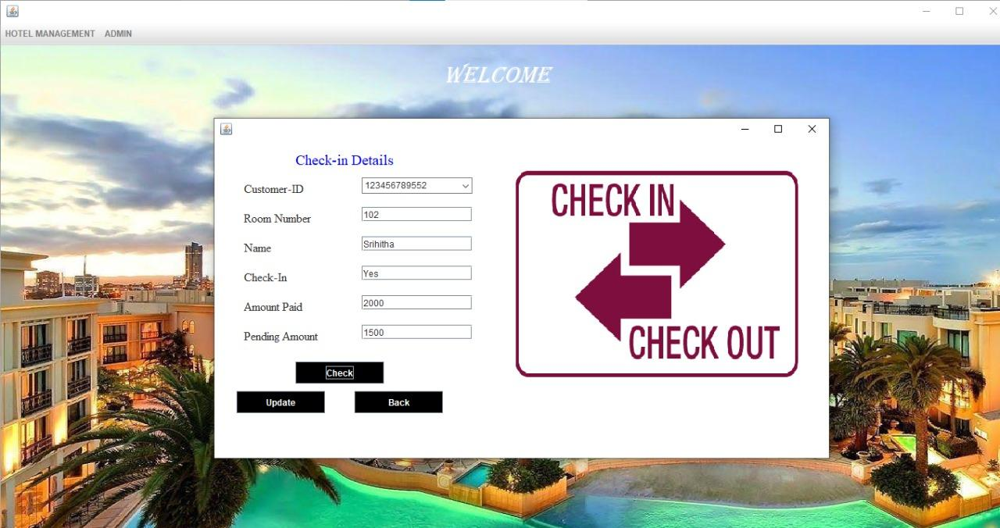 HOTEL MANAGEMENT ADMIN
WELCOME
Check-in Details
Customer-ID 123456789552
Room Number 102
Name Srihitha
Check-In Yes
Amount Paid 2000
Pending Amount 1500
Check
Update Back
CHECK IN
CHECK OUT